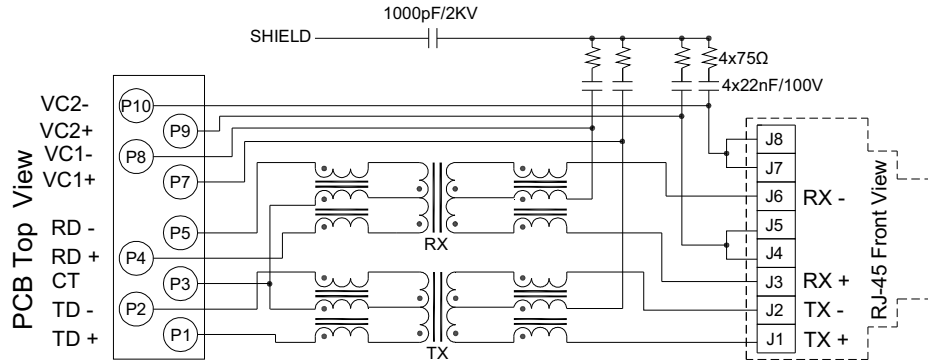 1000pF/2KV
SHIELD
4x75Ω
4x22nF/100V
PCB Top View
VC2- P10
VC2+ P9
VC1- P8
VC1+ P7
RD - P5
RD + P4
CT P3
TD - P2
TD + P1
RX
TX
J8
J7
J6 RX -
J5
J4
J3 RX +
J2 TX -
J1 TX +
RJ-45 Front View